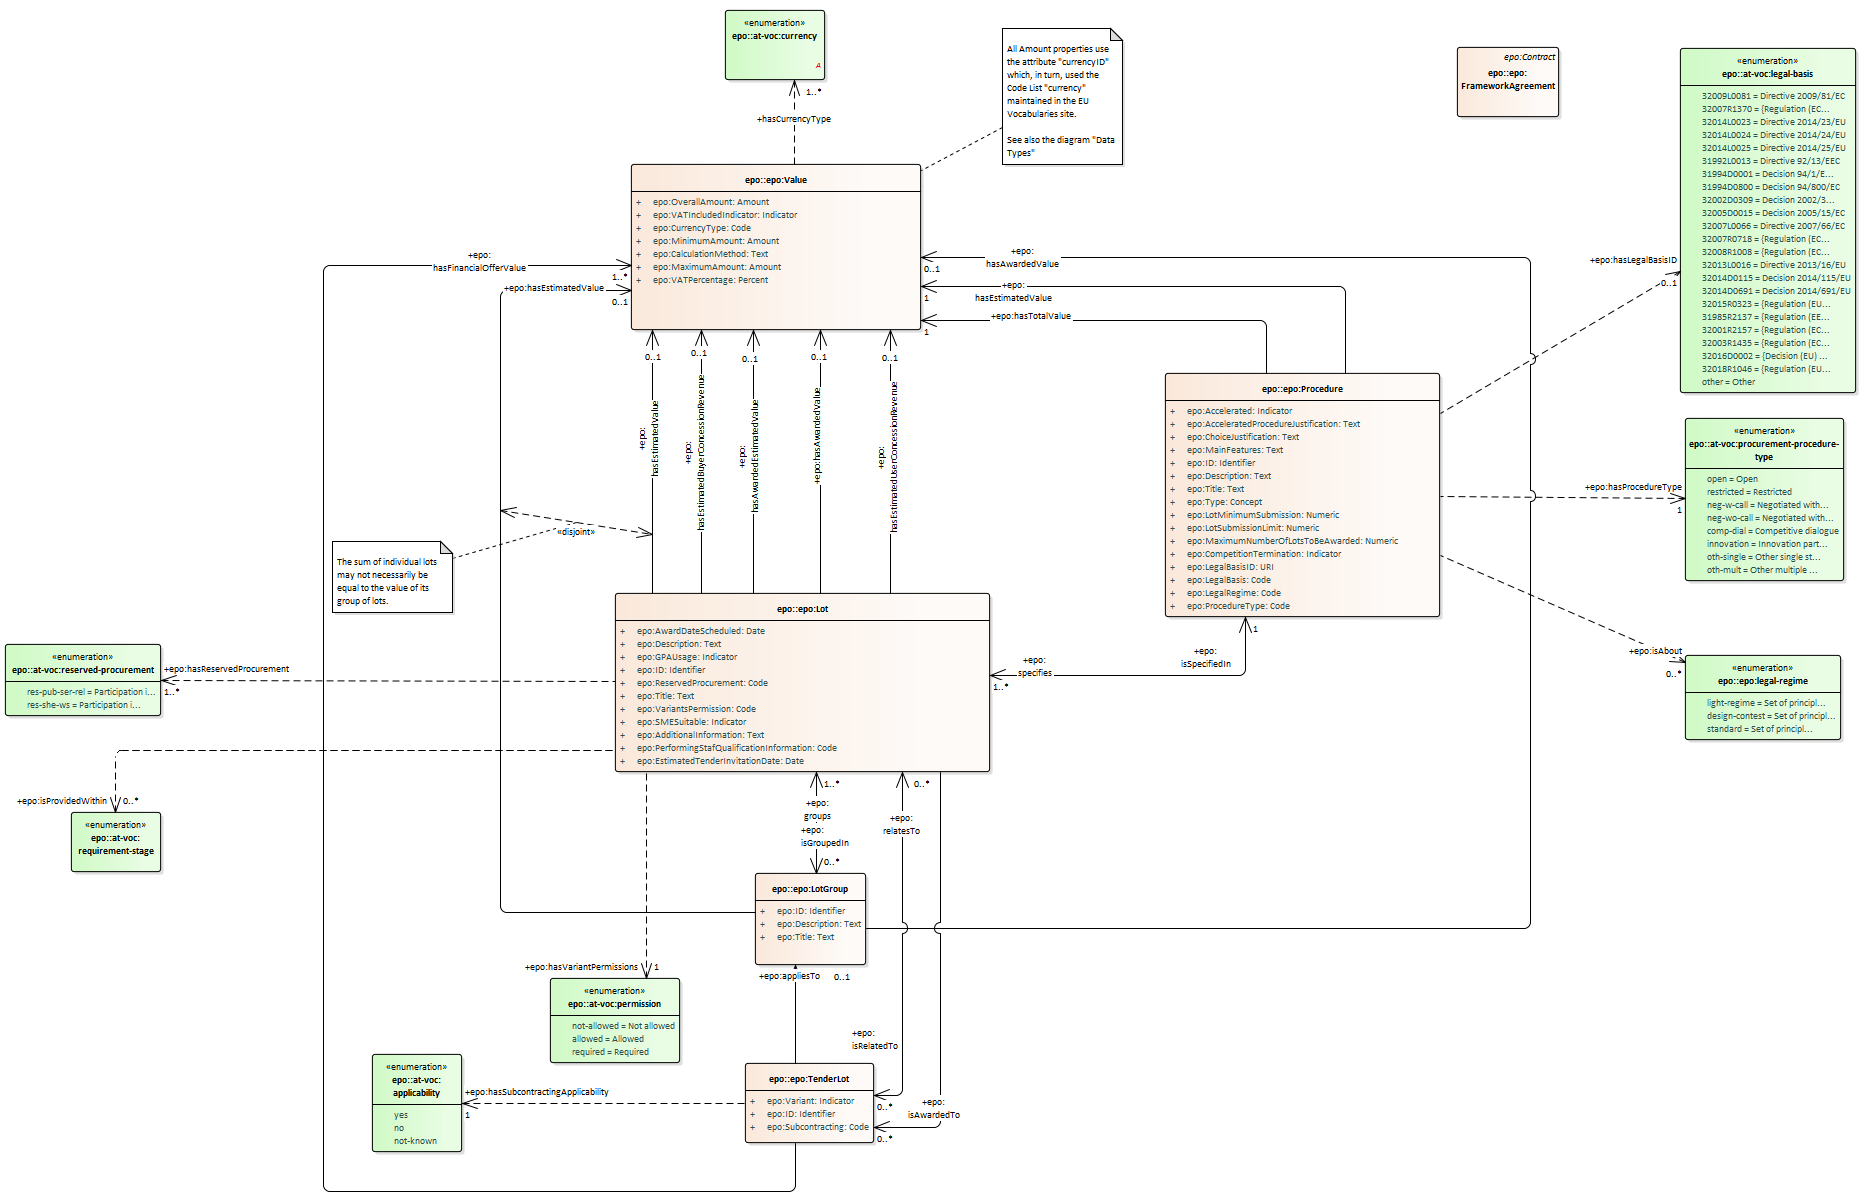 «enumeration»
epo::at-voc:currency
A
1..*
+hasCurrencyType
All Amount properties use
the attribute "currencyID"
which, in turn, used the
Code List "currency"
maintained in the EU
Vocabularies site.
See also the diagram "Data
Types"
epo:Contract
epo::epo:
FrameworkAgreement
«enumeration»
epo::at-voc:legal-basis
32009L0081 = Directive 2009/81/EC
32007R1370 = {Regulation (EC...
32014L0023 = Directive 2014/23/EU
32014L0024 = Directive 2014/24/EU
32014L0025 = Directive 2014/25/EU
31992L0013 = Directive 92/13/EEC
31994D0001 = Decision 94/1/E...
31994D0800 = Decision 94/800/EC
32002D0309 = Decision 2002/3...
32005D0015 = Decision 2005/15/EC
32007L0066 = Directive 2007/66/EC
32007R0718 = {Regulation (EC...
32008R1008 = {Regulation (EC...
32013L0016 = Directive 2013/16/EU
32014D0115 = Decision 2014/115/EU
32014D0691 = Decision 2014/691/EU
32015R0323 = {Regulation (EU...
31985R2137 = {Regulation (EE...
32001R2157 = {Regulation (EC...
32003R1435 = {Regulation (EC...
32016D0002 = {Decision (EU) ...
32018R1046 = {Regulation (EU...
other = Other
epo::epo:Value
+ epo:OverallAmount: Amount
+ epo:VATIncludedIndicator: Indicator
+ epo:CurrencyType: Code
+ epo:MinimumAmount: Amount
+ epo:CalculationMethod: Text
+ epo:MaximumAmount: Amount
+ epo:VATPercentage: Percent
+epo:
hasFinancialOfferValue
1..*
+epo:hasEstimatedValue
0..1
+epo:
hasAwardedValue
0..1
+epo:
hasEstimatedValue
1
+epo:hasTotalValue
1
+epo:hasLegalBasisID
0..1
0..1
0..1
0..1
0..1
0..1
+epo:
hasEstimatedValue
+epo:
hasEstimatedBuyerConcessionRevenue
+epo:
hasAwardedEstimatedValue
+epo:hasAwardedValue
+epo:
hasEstimatedUserConcessionRevenue
epo::epo:Procedure
+ epo:Accelerated: Indicator
+ epo:AcceleratedProcedureJustification: Text
+ epo:ChoiceJustification: Text
+ epo:MainFeatures: Text
+ epo:ID: Identifier
+ epo:Description: Text
+ epo:Title: Text
+ epo:Type: Concept
+ epo:LotMinimumSubmission: Numeric
+ epo:LotSubmissionLimit: Numeric
+ epo:MaximumNumberOfLotsToBeAwarded: Numeric
+ epo:CompetitionTermination: Indicator
+ epo:LegalBasisID: URI
+ epo:LegalBasis: Code
+ epo:LegalRegime: Code
+ epo:ProcedureType: Code
«enumeration»
epo::at-voc:procurement-procedure-
type
open = Open
restricted = Restricted
neg-w-call = Negotiated with...
neg-wo-call = Negotiated with...
comp-dial = Competitive dialogue
innovation = Innovation part...
oth-single = Other single st...
oth-mult = Other multiple ...
+epo:hasProcedureType
1
«disjoint»
The sum of individual lots
may not necessarily be
equal to the value of its
group of lots.
epo::epo:Lot
+ epo:AwardDateScheduled: Date
+ epo:Description: Text
+ epo:GPAUsage: Indicator
+ epo:ID: Identifier
+ epo:ReservedProcurement: Code
+ epo:Title: Text
+ epo:VariantsPermission: Code
+ epo:SMESuitable: Indicator
+ epo:AdditionalInformation: Text
+ epo:PerformingStafQualificationInformation: Code
+ epo:EstimatedTenderInvitationDate: Date
1
+epo:
isSpecifiedIn
+epo:
specifies
1..*
+epo:isAbout
0..*
«enumeration»
epo::epo:legal-regime
light-regime = Set of principl...
design-contest = Set of principl...
standard = Set of principl...
«enumeration»
epo::at-voc:reserved-procurement
res-pub-ser-rel = Participation i...
res-she-ws = Participation i...
+epo:hasReservedProcurement
1..*
+epo:isProvidedWithin
0..*
«enumeration»
epo::at-voc:
requirement-stage
1..*
+epo:
groups
+epo:
isGroupedIn
0..*
0..*
+epo:
relatesTo
epo::epo:LotGroup
+ epo:ID: Identifier
+ epo:Description: Text
+ epo:Title: Text
+epo:appliesTo
0..1
+epo:hasVariantPermissions
1
«enumeration»
epo::at-voc:permission
not-allowed = Not allowed
allowed = Allowed
required = Required
+epo:
isRelatedTo
«enumeration»
epo::at-voc:
applicability
yes
no
not-known
+epo:hasSubcontractingApplicability
1
epo::epo:TenderLot
+ epo:Variant: Indicator
+ epo:ID: Identifier
+ epo:Subcontracting: Code
0..*
+epo:
isAwardedTo
0..*